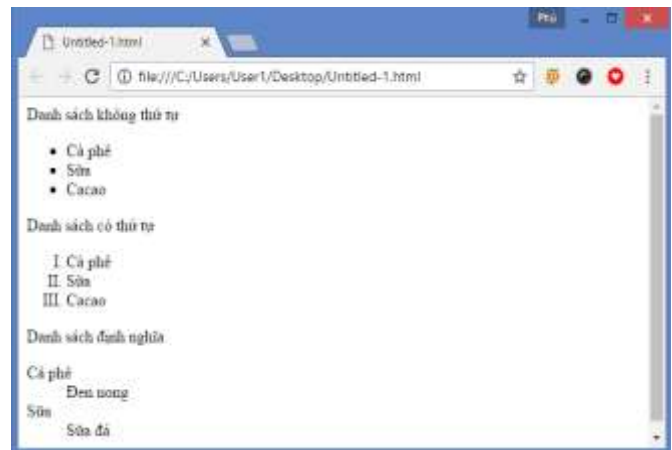 Phú
Untitled-1.html
file:///C:/Users/User1/Desktop/Untitled-1.html
Danh sách không thứ tự
Cà phê
Sữa
Cacao
Danh sách có thứ tự
I. Cà phê
II. Sữa
III. Cacao
Danh sách định nghĩa
Cà phê
Đen nong
Sữa
Sữa đá